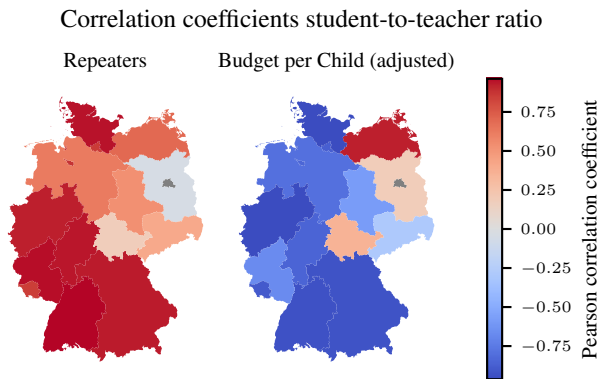 Correlation coefficients student-to-teacher ratio
Repeaters
Budget per Child (adjusted)
0.75
0.50
0.25
0.00
−0.25
−0.50
−0.75
Pearson correlation coefficient